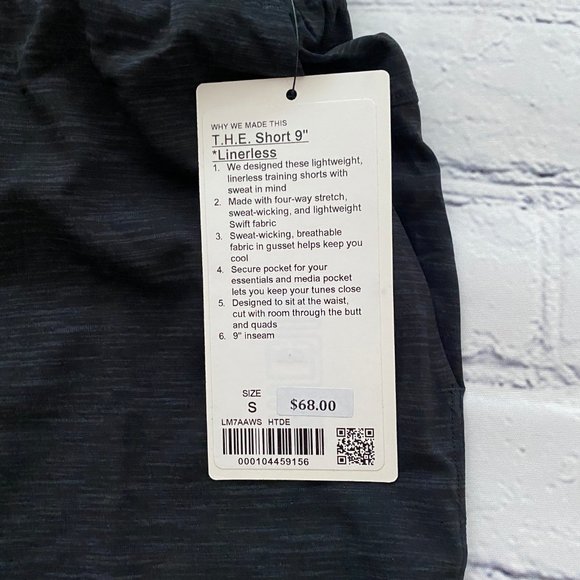 WHY WE MADE THIS
T.H.E. Short 9"
*Linerless
1. We designed these lightweight,
linerless training shorts with
sweat in mind
2. Made with four-way stretch,
sweat-wicking, and lightweight
Swift fabric
3. Sweat-wicking, breathable
fabric in gusset helps keep you
cool
4. Secure pocket for your
essentials and media pocket
lets you keep your tunes close
5. Designed to sit at the waist,
cut with room through the butt
and quads
6. 9" inseam
SIZE
S
$68.00
LM7AAWS HTDE
000104459156